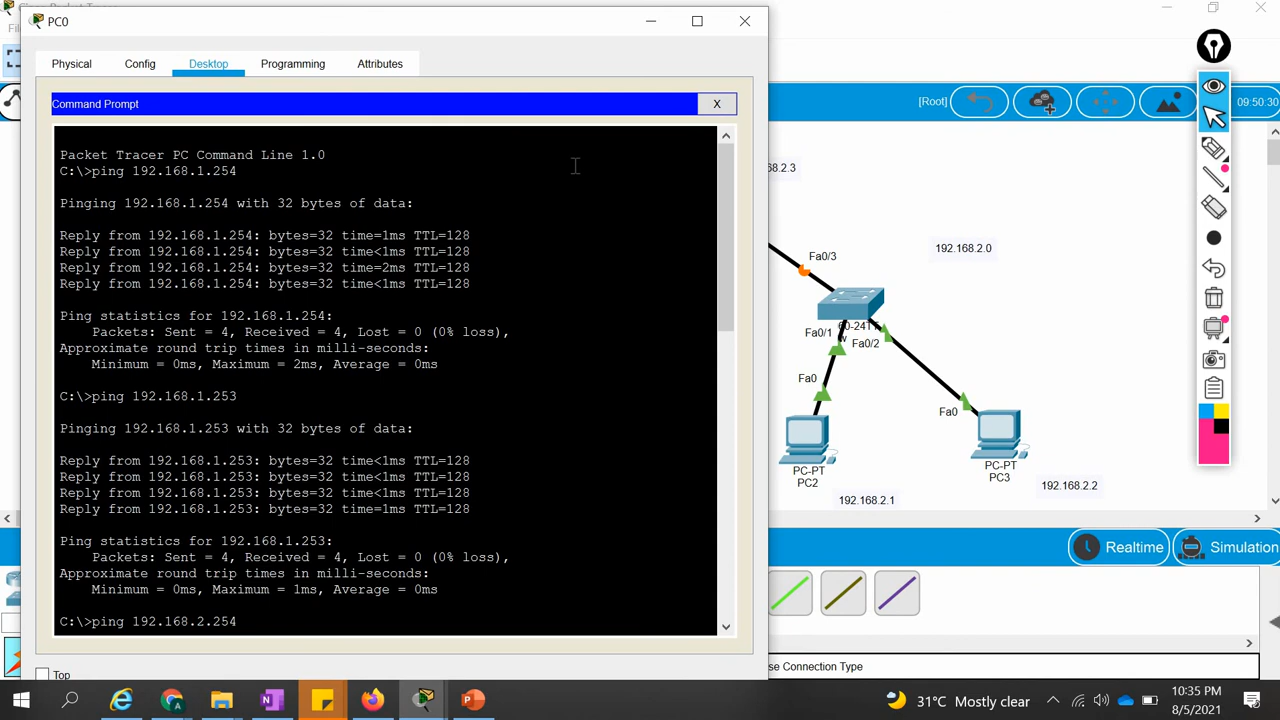 PC0
Physical
Config
Desktop
Programming
Attributes
Command Prompt
X
Packet Tracer PC Command Line 1.0
C:\>ping 192.168.1.254
Pinging 192.168.1.254 with 32 bytes of data:
Reply from 192.168.1.254: bytes=32 time=1ms TTL=128
Reply from 192.168.1.254: bytes=32 time<1ms TTL=128
Reply from 192.168.1.254: bytes=32 time=2ms TTL=128
Reply from 192.168.1.254: bytes=32 time<1ms TTL=128
Ping statistics for 192.168.1.254:
Packets: Sent = 4, Received = 4, Lost = 0 (0% loss),
Approximate round trip times in milli-seconds:
Minimum = 0ms, Maximum = 2ms, Average = 0ms
C:\>ping 192.168.1.253
Pinging 192.168.1.253 with 32 bytes of data:
Reply from 192.168.1.253: bytes=32 time<1ms TTL=128
Reply from 192.168.1.253: bytes=32 time<1ms TTL=128
Reply from 192.168.1.253: bytes=32 time<1ms TTL=128
Reply from 192.168.1.253: bytes=32 time=1ms TTL=128
Ping statistics for 192.168.1.253:
Packets: Sent = 4, Received = 4, Lost = 0 (0% loss),
Approximate round trip times in milli-seconds:
Minimum = 0ms, Maximum = 1ms, Average = 0ms
C:\>ping 192.168.2.254
Top
[Root]
09:50:30
68.2.3
Fa0/3
192.168.2.0
Fa0/1
Fa0/2
Fa0
Fa0
PC-PT
PC2
PC-PT
PC3
192.168.2.1
192.168.2.2
Realtime
Simulation
se Connection Type
31°C Mostly clear
10:35 PM
8/5/2021